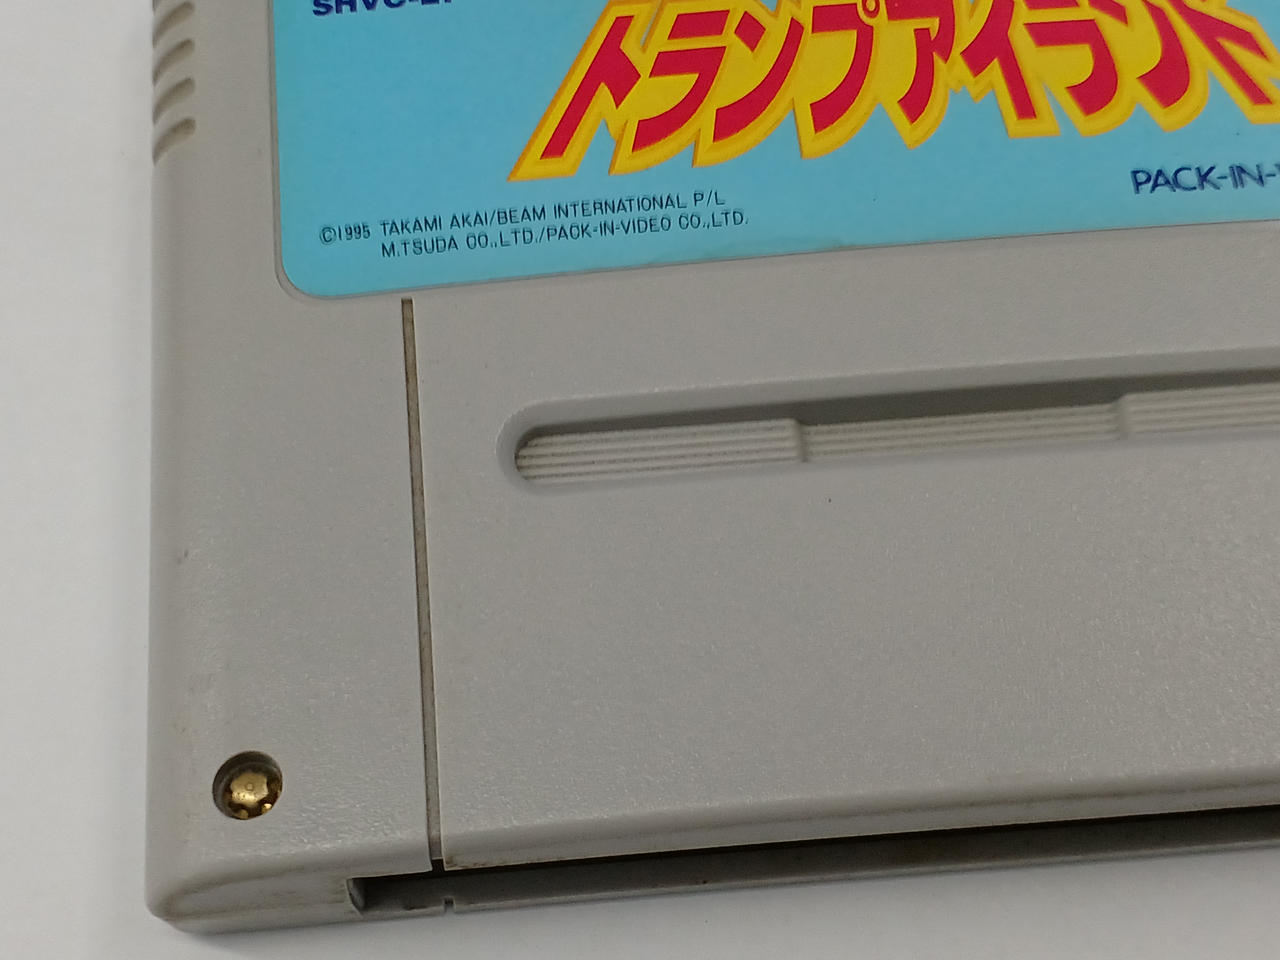 トランプアイランド
PACK-IN-
©1995 TAKAMI AKAI/BEAM INTERNATIONAL P/L
M.TSUDA CO.,LTD./PACK-IN-VIDEO CO.,LTD.